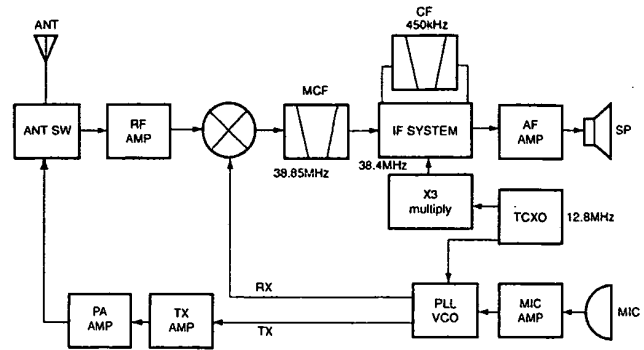 CF
450kHz
ANT
MCF
ANT SW
RF
AMP
IF SYSTEM
AF
AMP
SP
38.85MHz
38.4MHz
X3
multiply
TCXO
12.8MHz
RX
PA
AMP
TX
AMP
TX
PLL
VCO
MIC
AMP
MIC